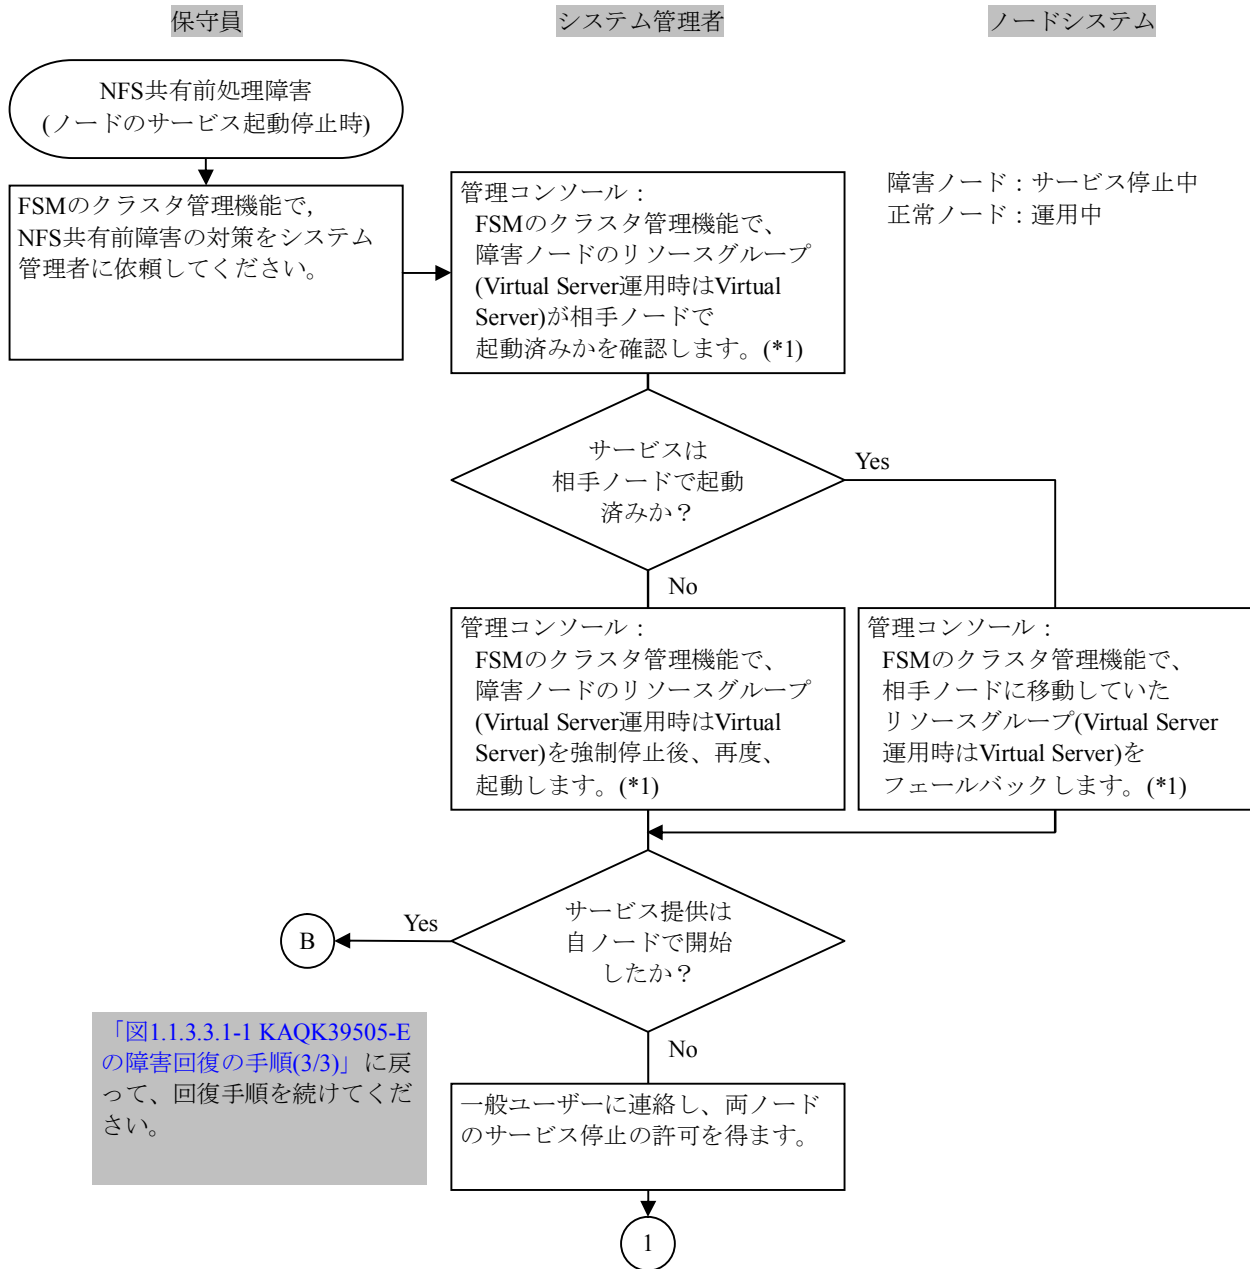 保守員
システム管理者
ノードシステム
NFS共有前処理障害
(ノードのサービス起動停止時)
FSMのクラスタ管理機能で,
NFS共有前障害の対策をシステム
管理者に依頼してください。
管理コンソール：
FSMのクラスタ管理機能で、
障害ノードのリソースグループ
(Virtual Server運用時はVirtual
Server)が相手ノードで
起動済みかを確認します。(*1)
障害ノード：サービス停止中
正常ノード：運用中
サービスは
相手ノードで起動
済みか？
Yes
No
管理コンソール：
FSMのクラスタ管理機能で、
障害ノードのリソースグループ
(Virtual Server運用時はVirtual
Server)を強制停止後、再度、
起動します。(*1)
管理コンソール：
FSMのクラスタ管理機能で、
相手ノードに移動していた
リソースグループ(Virtual Server
運用時はVirtual Server)を
フェールバックします。(*1)
サービス提供は
自ノードで開始
したか？
Yes
B
No
「図1.1.3.3.1-1 KAQK39505-E
の障害回復の手順(3/3)」に戻
って、回復手順を続けてくだ
さい。
一般ユーザーに連絡し、両ノード
のサービス停止の許可を得ます。
1